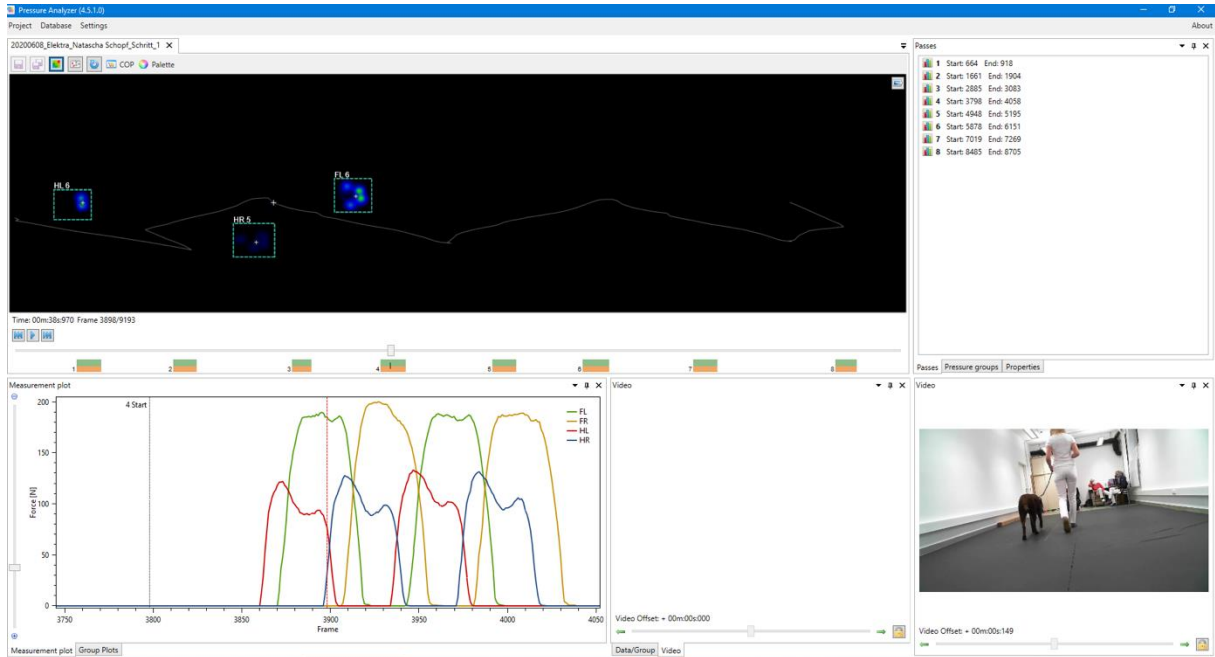 Pressure Analyzer (4.5.1.0)
Project Database Settings About
20200608_Elektra_Natascha Schopf_Schritt_1
COP Palette
FL 6
HL 6
HR 5
Time: 00m:38s:970 Frame 3898/9193
1 2 3 4 5 6 7 8
Passes
1 Start: 664 End: 918
2 Start: 1661 End: 1904
3 Start: 2885 End: 3083
4 Start: 3798 End: 4058
5 Start: 4948 End: 5195
6 Start: 5878 End: 6151
7 Start: 7019 End: 7269
8 Start: 8485 End: 8705
Passes Pressure groups Properties
Measurement plot
4 Start
FL
FR
HL
HR
Force [N]
200
150
100
50
0
3750 3800 3850 3900 3950 4000 4050
Frame
Measurement plot Group Plots
Video
Video Offset: + 00m:00s:000
Data/Group Video
Video
Video Offset: + 00m:00s:149